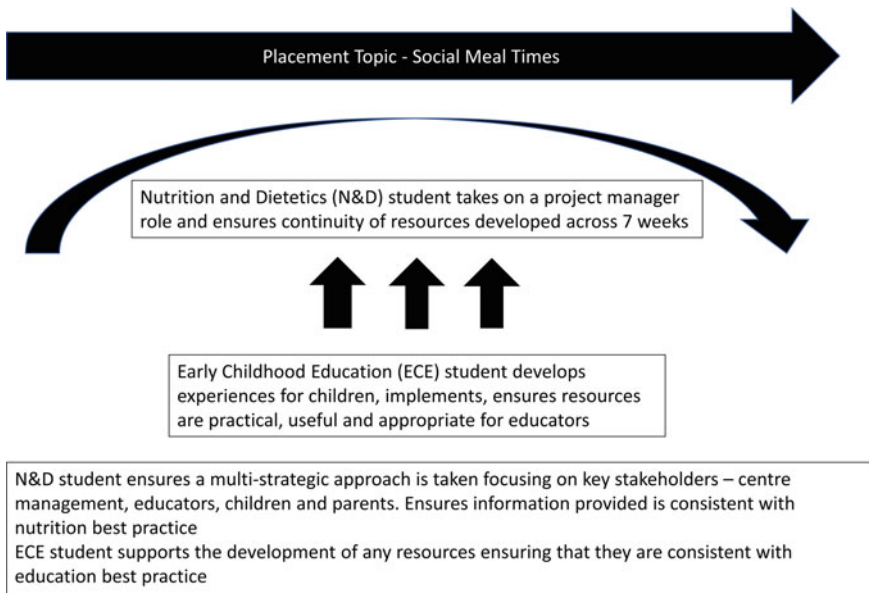 Placement Topic - Social Meal Times
Nutrition and Dietetics (N&D) student takes on a project manager
role and ensures continuity of resources developed across 7 weeks
Early Childhood Education (ECE) student develops
experiences for children, implements, ensures resources
are practical, useful and appropriate for educators
N&D student ensures a multi-strategic approach is taken focusing on key stakeholders – centre
management, educators, children and parents. Ensures information provided is consistent with
nutrition best practice
ECE student supports the development of any resources ensuring that they are consistent with
education best practice